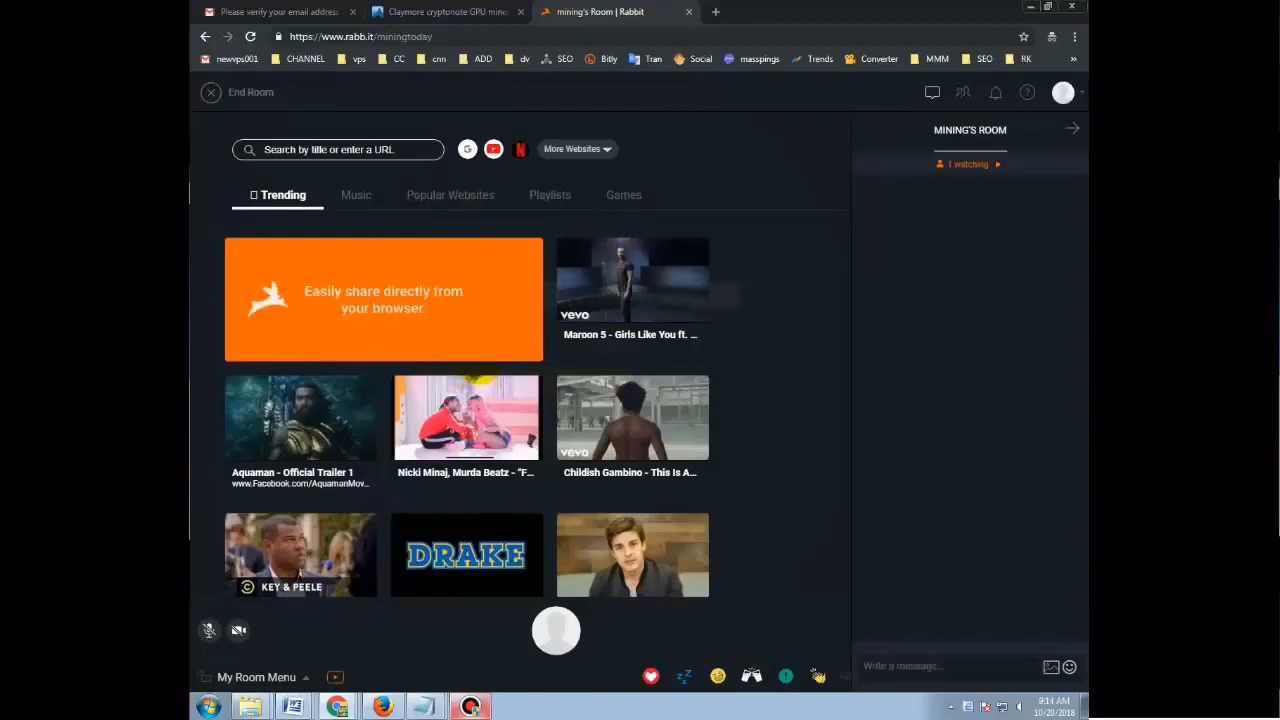 Please verify your email address
Claymore cryptonote GPU mine
mining's Room | Rabbit
https://www.rabb.it/miningtoday
newvps001
CHANNEL
vps
CC
cnn
ADD
dv
SEO
Bitly
Tran
Social
masspings
Trends
Converter
MMM
SEO
RK
End Room
MINING'S ROOM
1 watching
Search by title or enter a URL
More Websites
Trending
Music
Popular Websites
Playlists
Games
Easily share directly from
your browser.
vevo
Maroon 5 - Girls Like You ft. ...
Aquaman - Official Trailer 1
www.Facebook.com/AquamanMov...
Nicki Minaj, Murda Beatz - "F...
vevo
Childish Gambino - This Is A...
KEY & PEELE
DRAKE
My Room Menu
Write a message...
9:14 AM
10/20/2018